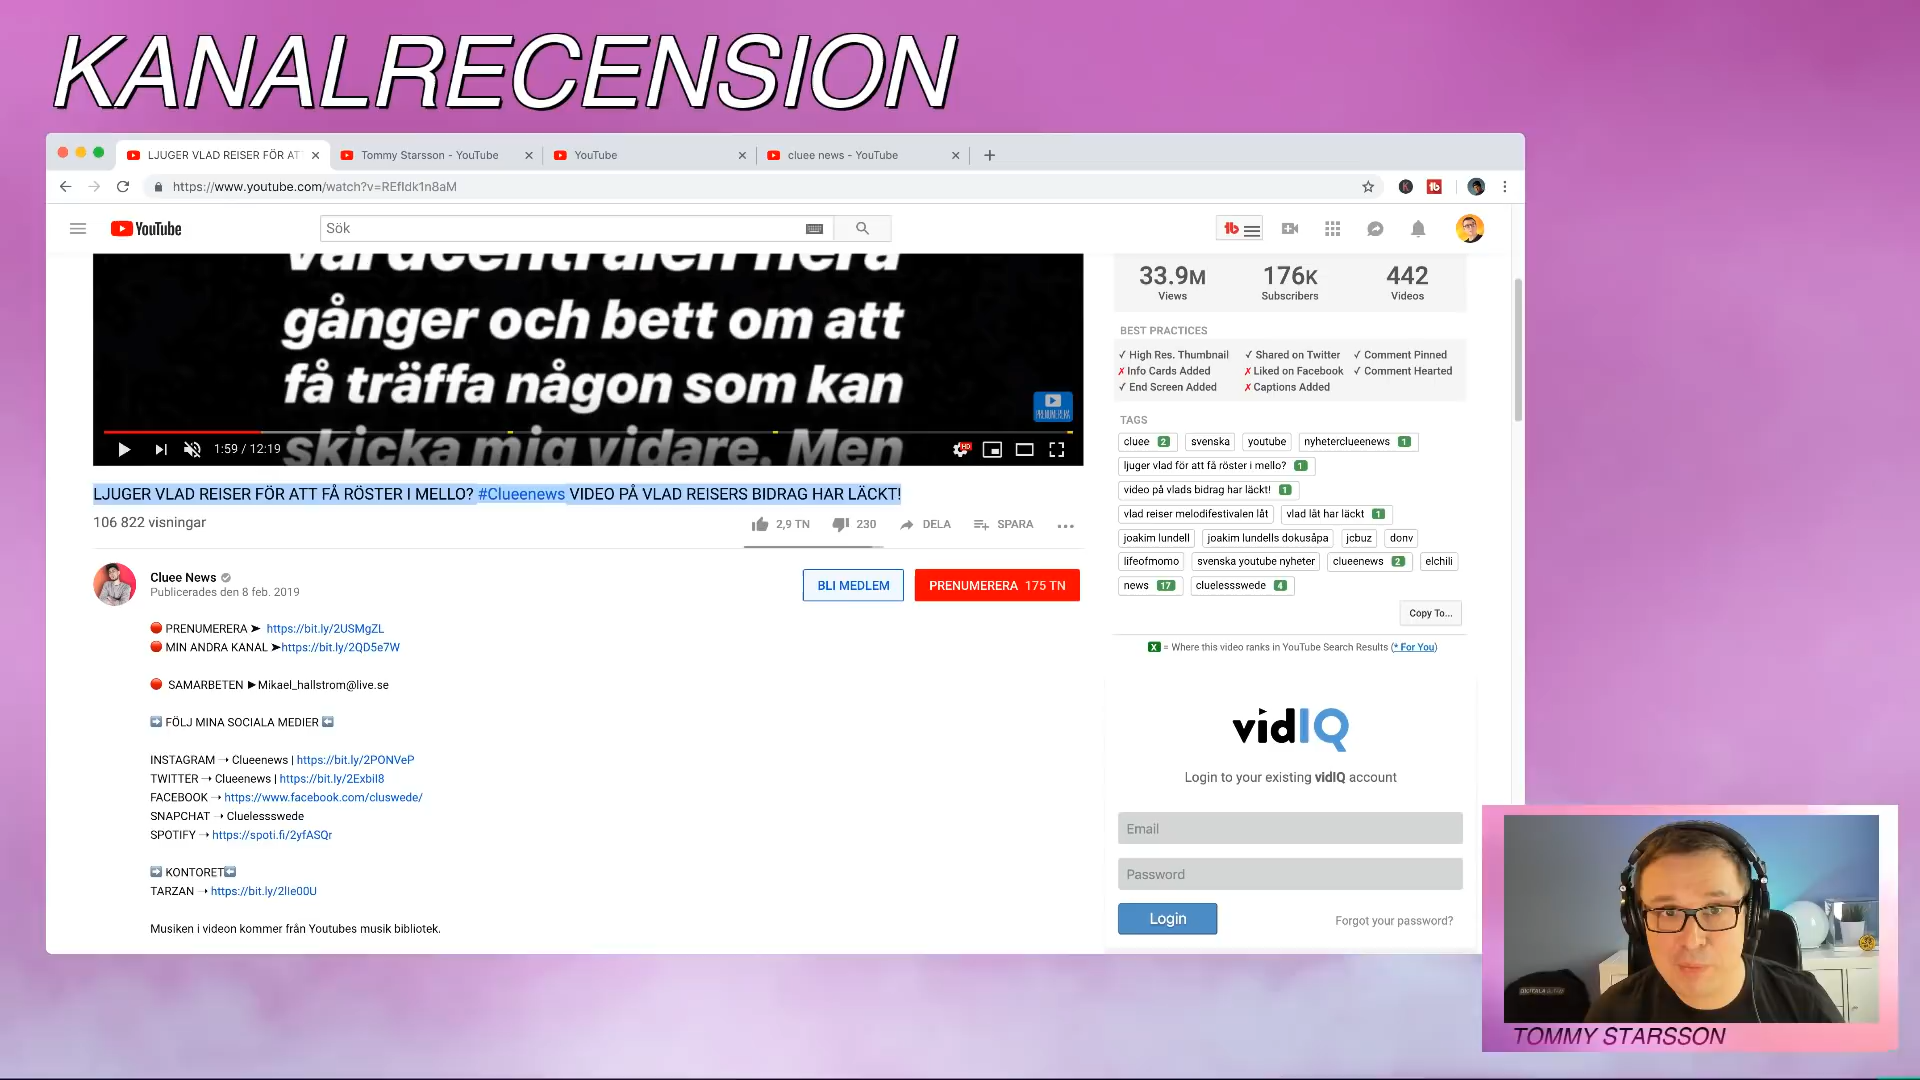 KANALRECENSION
LJUGER VLAD REISER FÖR ATT
Tommy Starsson - YouTube
YouTube
cluee news - YouTube
https://www.youtube.com/watch?v=REfIdk1n8aM
YouTube
Sök
vårdcentralen flera
gånger och bett om att
få träffa någon som kan
skicka mig vidare. Men
PRENUMERERA
1:59 / 12:19
HD
LJUGER VLAD REISER FÖR ATT FÅ RÖSTER I MELLO? #Clueenews VIDEO PÅ VLAD REISERS BIDRAG HAR LÄCKT!
106 822 visningar
2,9 TN
230
DELA
SPARA
Cluee News
Publicerades den 8 feb. 2019
BLI MEDLEM
PRENUMERERA 175 TN
🔴 PRENUMERERA ➤ https://bit.ly/2USMgZL
🔴 MIN ANDRA KANAL ➤https://bit.ly/2QD5e7W
🔴 SAMARBETEN ►Mikael_hallstrom@live.se
➡️ FÖLJ MINA SOCIALA MEDIER ⬅️
INSTAGRAM → Clueenews | https://bit.ly/2PONVeP
TWITTER → Clueenews | https://bit.ly/2ExbiI8
FACEBOOK → https://www.facebook.com/cluswede/
SNAPCHAT → Cluelessswede
SPOTIFY → https://spoti.fi/2yfASQr
➡️ KONTORET⬅️
TARZAN → https://bit.ly/2lIe00U
Musiken i videon kommer från Youtubes musik bibliotek.
33.9M
Views
176K
Subscribers
442
Videos
BEST PRACTICES
✓ High Res. Thumbnail ✓ Shared on Twitter ✓ Comment Pinned
✗ Info Cards Added ✗ Liked on Facebook ✓ Comment Hearted
✓ End Screen Added ✗ Captions Added
TAGS
cluee 2 svenska youtube nyheterclueenews 1
ljuger vlad för att få röster i mello? 1
video på vlads bidrag har läckt! 1
vlad reiser melodifestivalen låt vlad låt har läckt 1
joakim lundell joakim lundells dokusåpa jcbuz donv
lifeofmomo svenska youtube nyheter clueenews 2 elchili
news 17 cluelessswede 4
Copy To...
X = Where this video ranks in YouTube Search Results (* For You)
vidIQ
Login to your existing vidIQ account
Email
Password
Login
Forgot your password?
TOMMY STARSSON